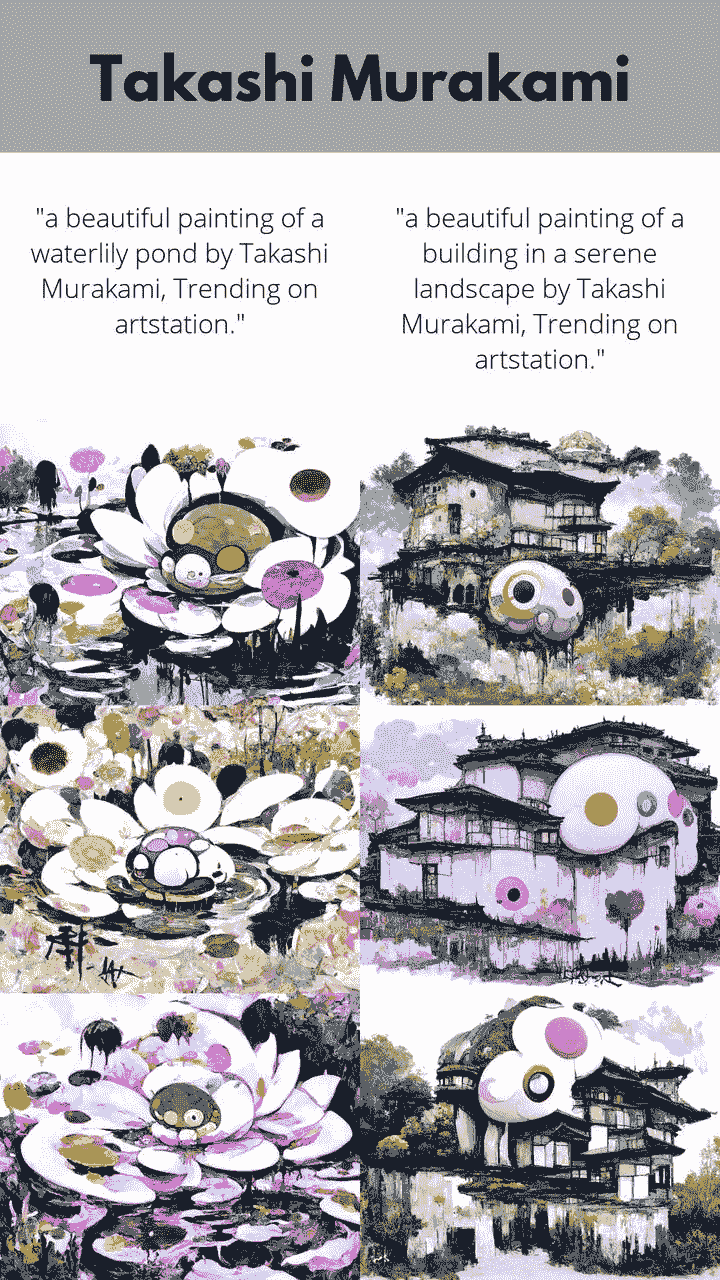 Takashi Murakami
"a beautiful painting of a
waterlily pond by Takashi
Murakami, Trending on
artstation."
"a beautiful painting of a
building in a serene
landscape by Takashi
Murakami, Trending on
artstation."